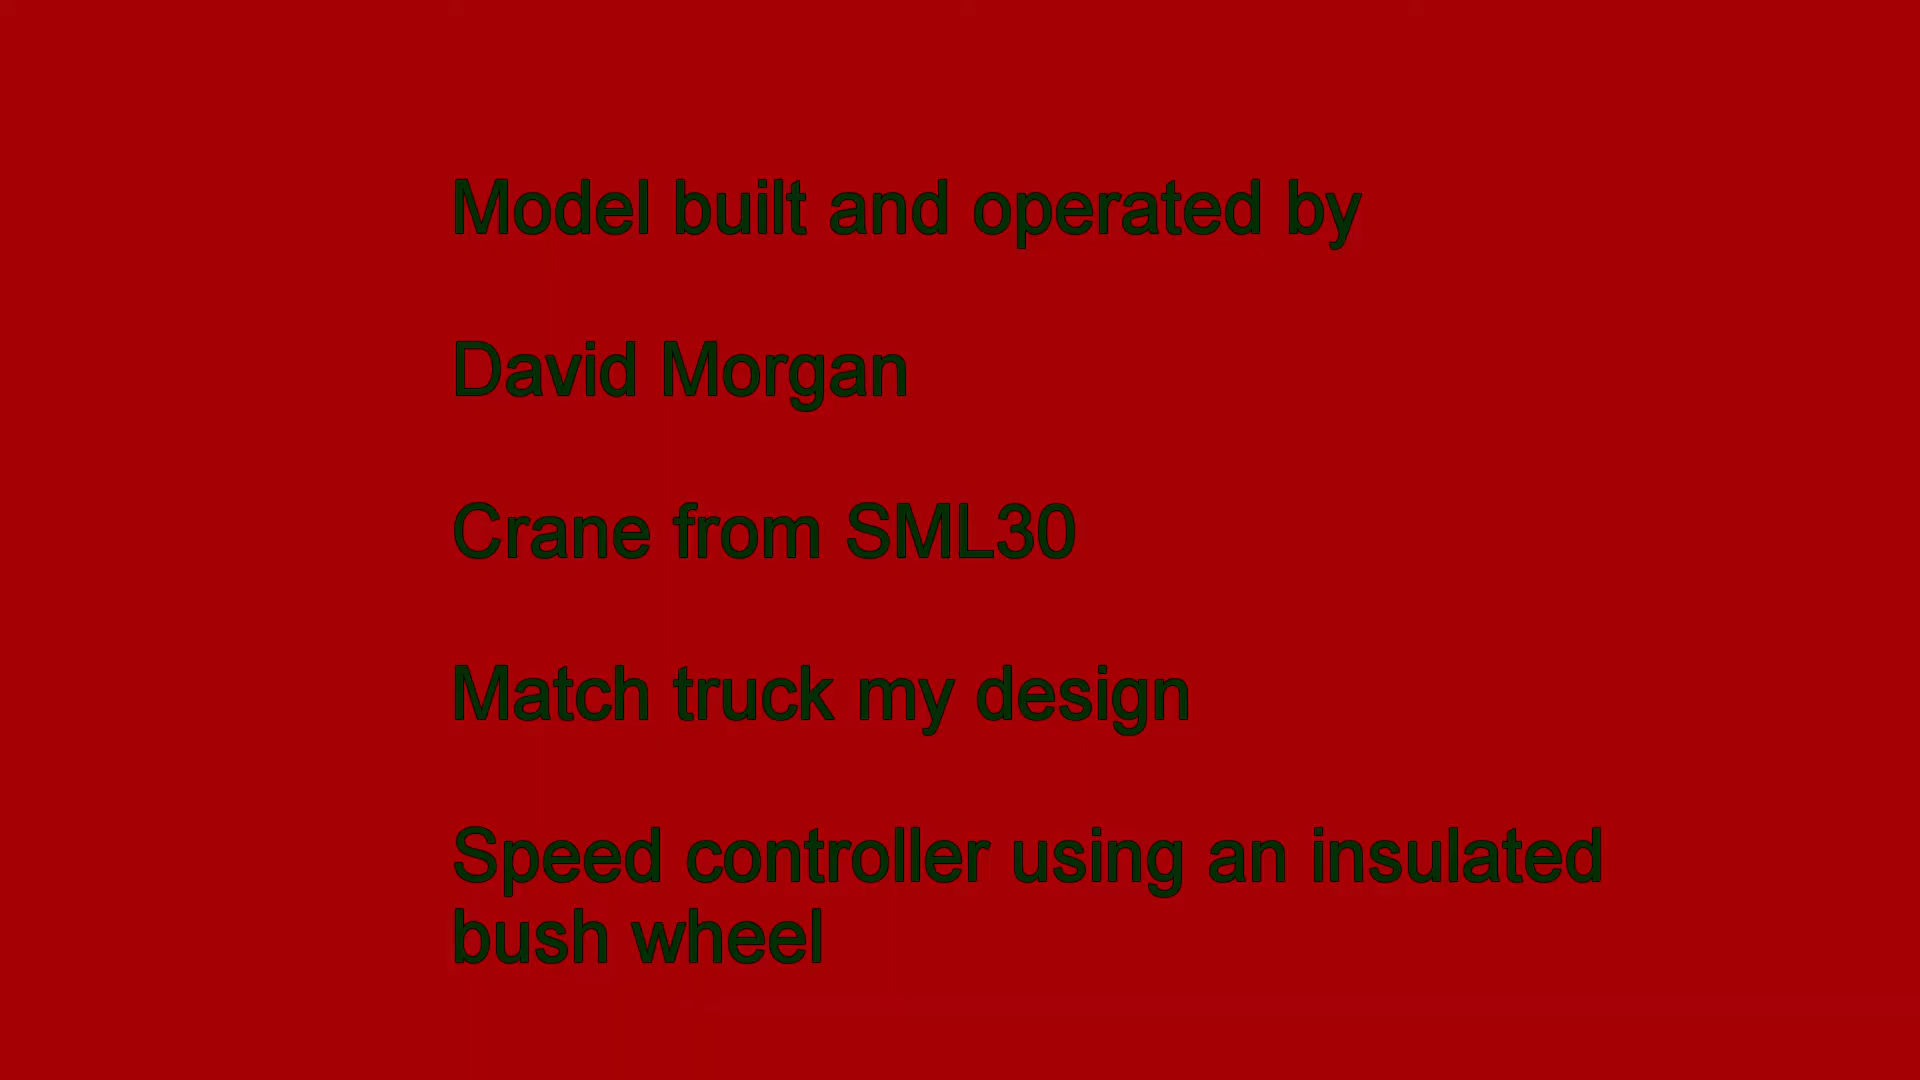 Model built and operated by
David Morgan
Crane from SML30
Match truck my design
Speed controller using an insulated
bush wheel